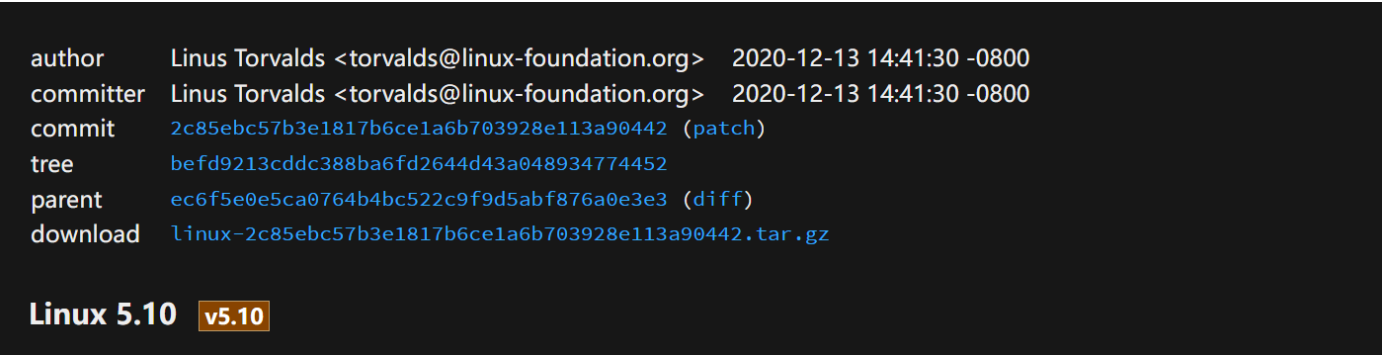 author Linus Torvalds <torvalds@linux-foundation.org> 2020-12-13 14:41:30 -0800
committer Linus Torvalds <torvalds@linux-foundation.org> 2020-12-13 14:41:30 -0800
commit 2c85ebc57b3e1817b6ce1a6b703928e113a90442 (patch)
tree befd9213cddc388ba6fd2644d43a048934774452
parent ec6f5e0e5ca0764b4bc522c9f9d5abf876a0e3e3 (diff)
download linux-2c85ebc57b3e1817b6ce1a6b703928e113a90442.tar.gz
Linux 5.10 v5.10